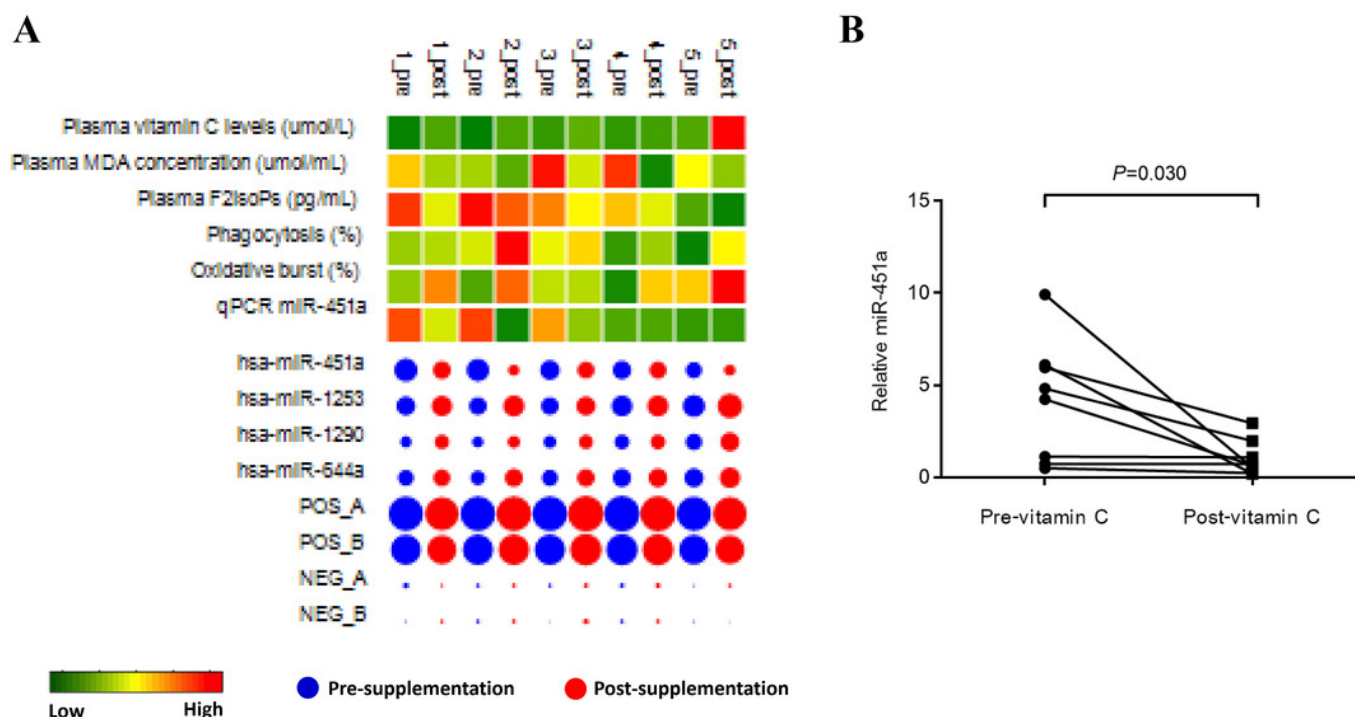 A
B
1_pre
1_post
2_pre
2_post
3_pre
3_post
4_pre
4_post
5_pre
5_post
Plasma vitamin C levels (umol/L)
Plasma MDA concentration (umol/mL)
Plasma F2IsoPs (pg/mL)
Phagocytosis (%)
Oxidative burst (%)
qPCR miR-451a
hsa-miR-451a
hsa-miR-1253
hsa-miR-1290
hsa-miR-644a
POS_A
POS_B
NEG_A
NEG_B
Low High
Pre-supplementation
Post-supplementation
P=0.030
15
10
5
0
Relative miR-451a
Pre-vitamin C
Post-vitamin C